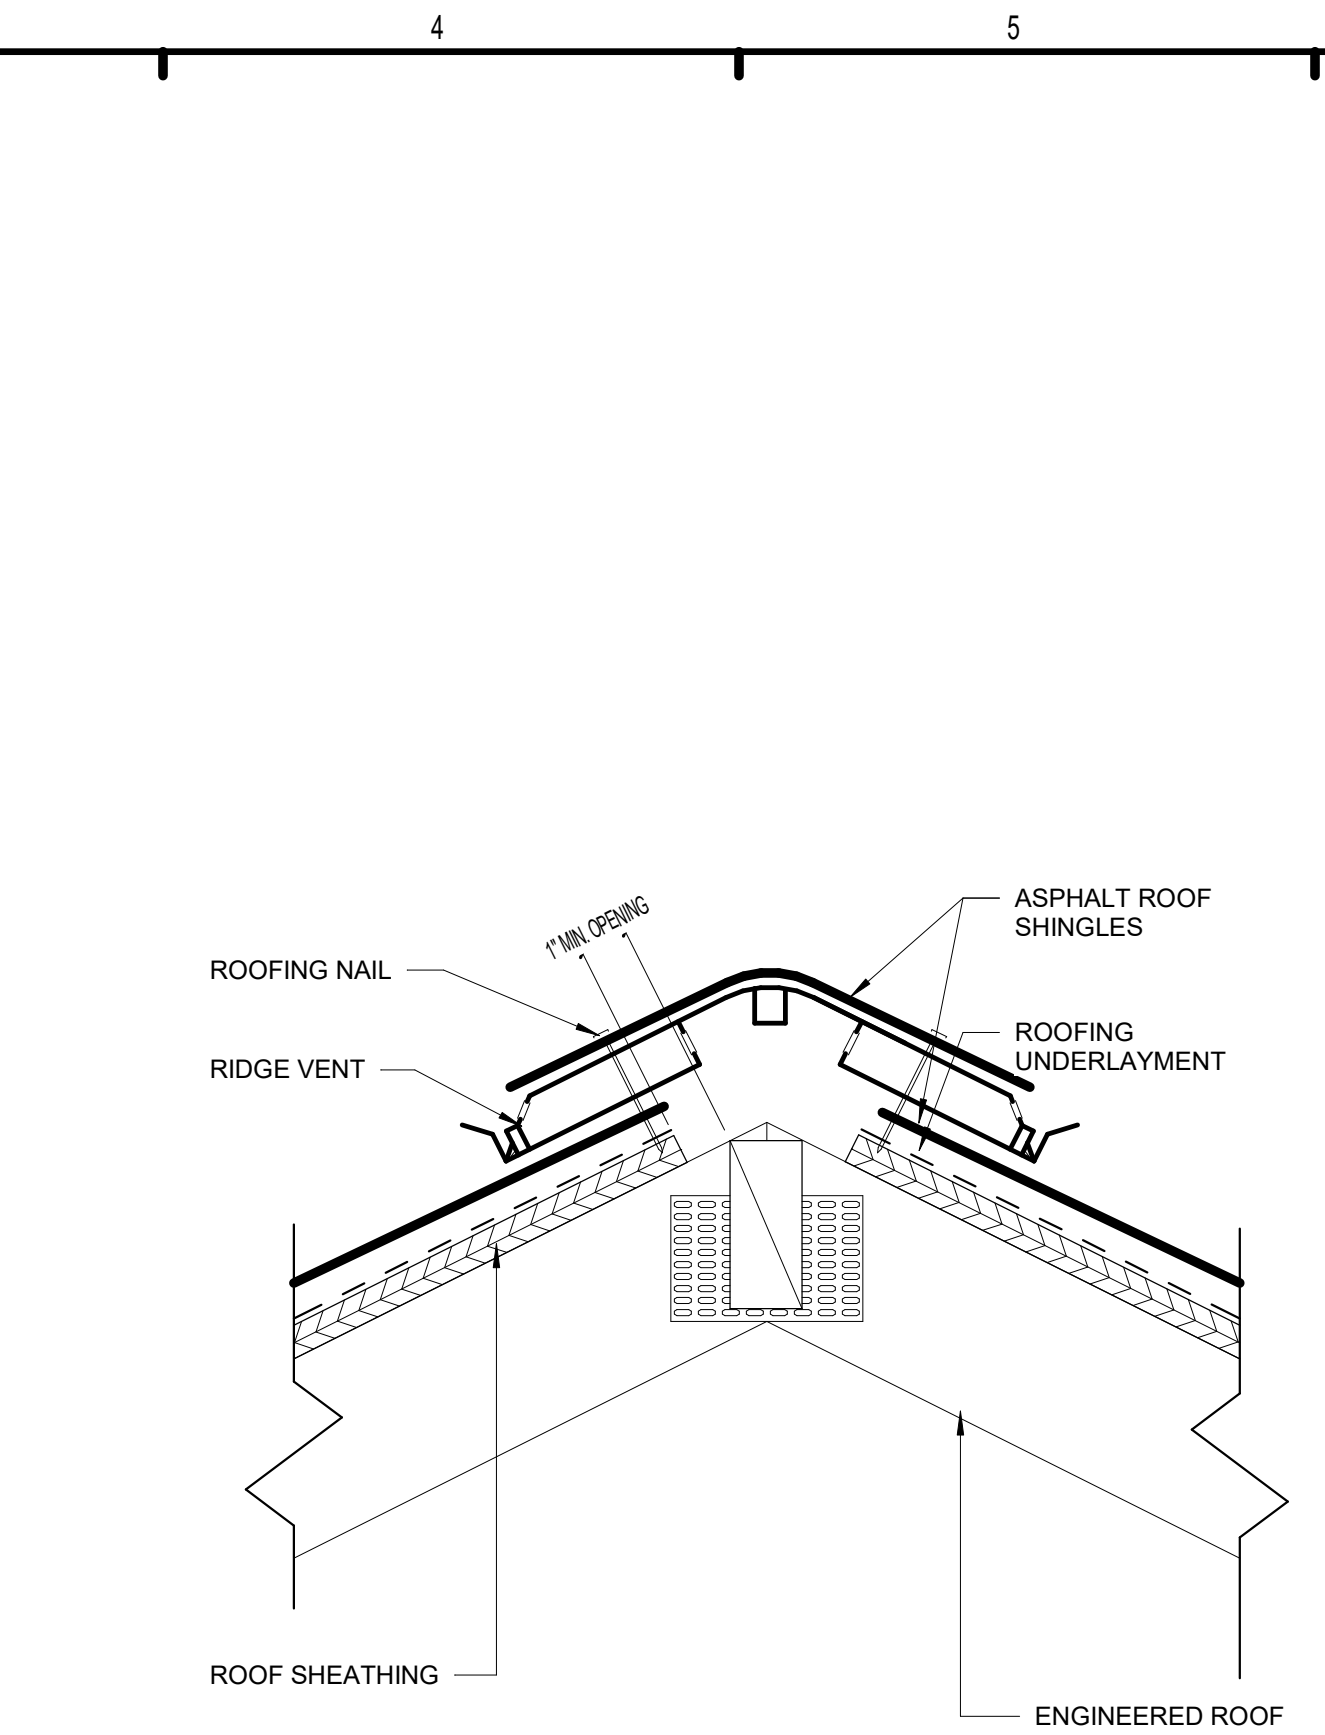 4
5
1" MIN. OPENING
ASPHALT ROOF
SHINGLES
ROOFING NAIL
ROOFING
UNDERLAYMENT
RIDGE VENT
ROOF SHEATHING
ENGINEERED ROOF